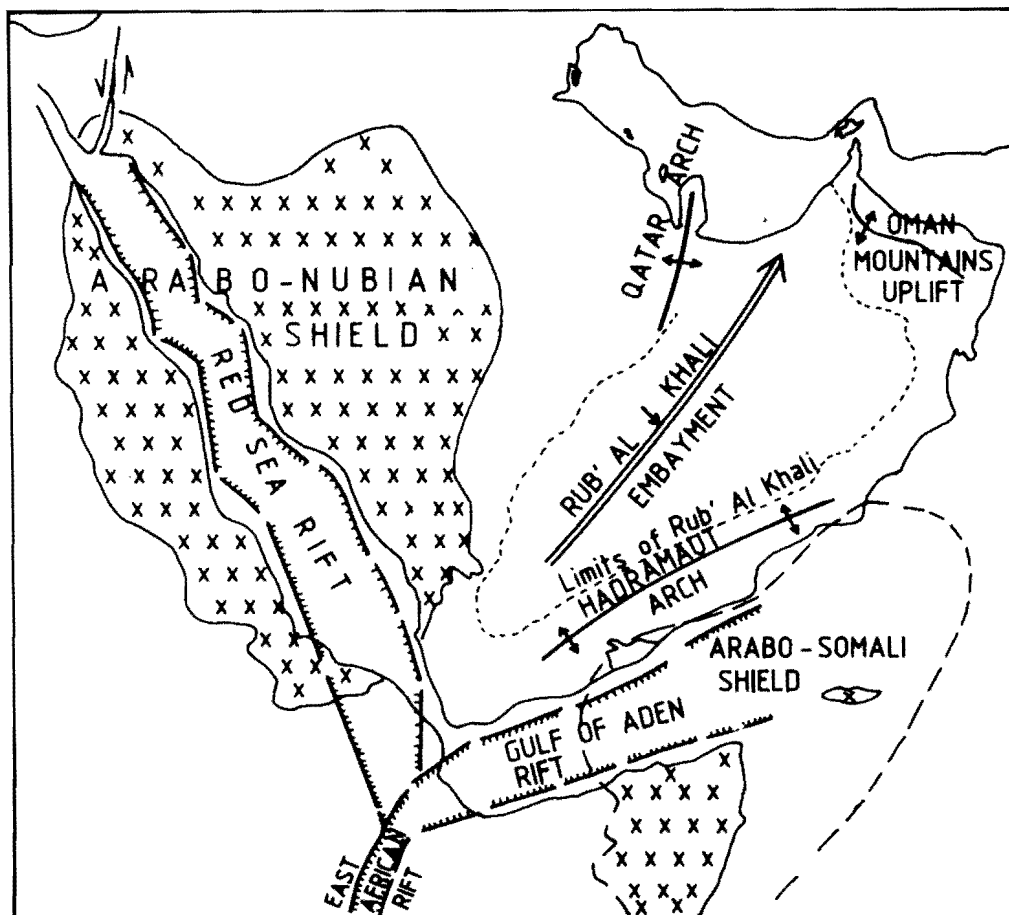 ARABO-NUBIAN
SHIELD
RED SEA RIFT
QATAR ARCH
OMAN
MOUNTAINS
UPLIFT
RUB' AL KHALI
EMBAYMENT
Limits of Rub' Al Khali
HADRAMAUT
ARCH
ARABO-SOMALI
SHIELD
GULF OF ADEN
RIFT
EAST
AFRICAN
RIFT